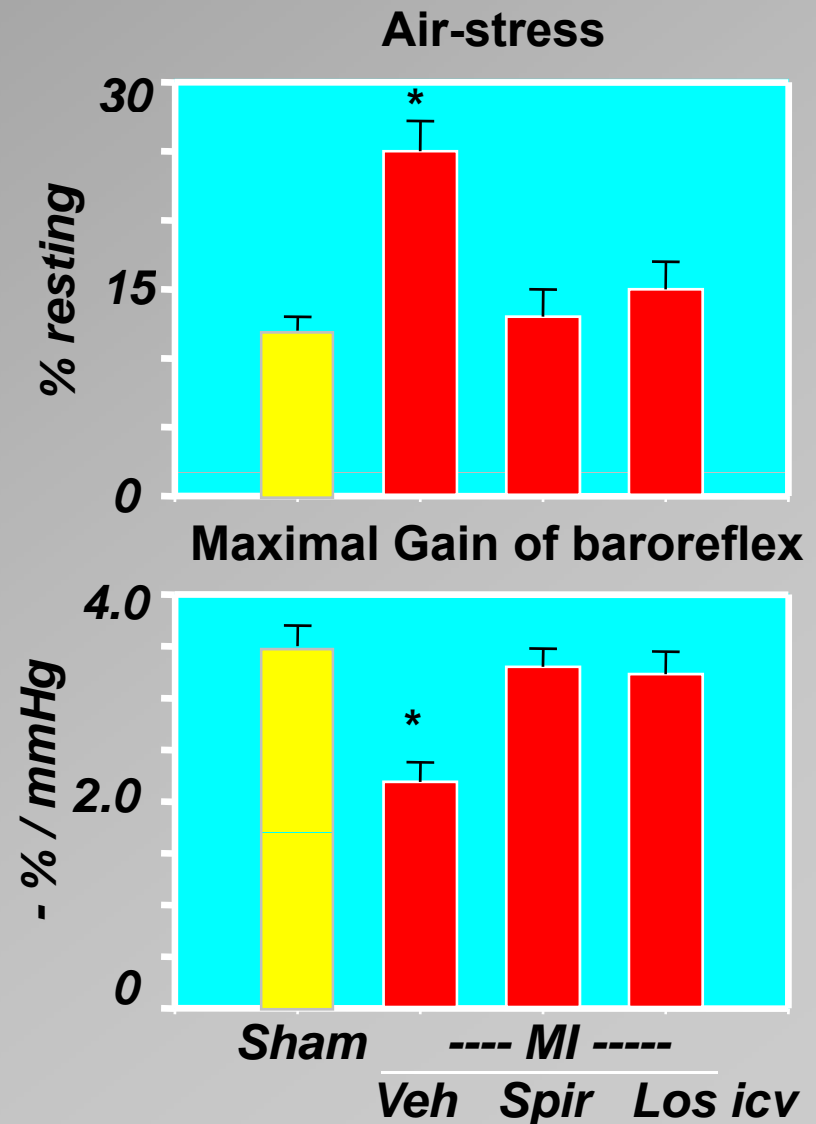 Air-stress
30
*
% resting
15
0
Maximal Gain of baroreflex
4.0
*
- % / mmHg
2.0
0
Sham ---- MI -----
Veh Spir Los icv